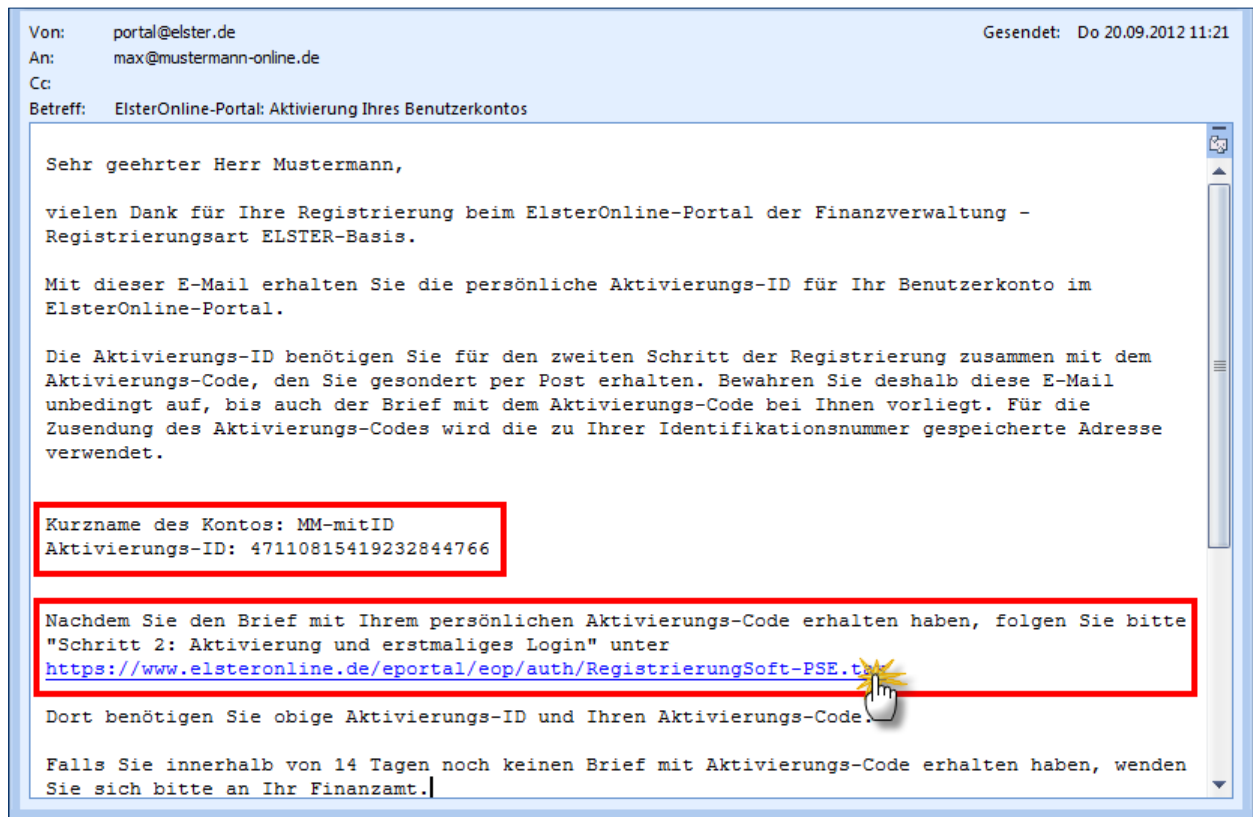 Von: portal@elster.de Gesendet: Do 20.09.2012 11:21
An: max@mustermann-online.de
Cc:
Betreff: ElsterOnline-Portal: Aktivierung Ihres Benutzerkontos
Sehr geehrter Herr Mustermann,
vielen Dank für Ihre Registrierung beim ElsterOnline-Portal der Finanzverwaltung -
Registrierungsart ELSTER-Basis.
Mit dieser E-Mail erhalten Sie die persönliche Aktivierungs-ID für Ihr Benutzerkonto im
ElsterOnline-Portal.
Die Aktivierungs-ID benötigen Sie für den zweiten Schritt der Registrierung zusammen mit dem
Aktivierungs-Code, den Sie gesondert per Post erhalten. Bewahren Sie deshalb diese E-Mail
unbedingt auf, bis auch der Brief mit dem Aktivierungs-Code bei Ihnen vorliegt. Für die
Zusendung des Aktivierungs-Codes wird die zu Ihrer Identifikationsnummer gespeicherte Adresse
verwendet.
Kurzname des Kontos: MM-mitID
Aktivierungs-ID: 47110815419232844766
Nachdem Sie den Brief mit Ihrem persönlichen Aktivierungs-Code erhalten haben, folgen Sie bitte
"Schritt 2: Aktivierung und erstmaliges Login" unter
https://www.elsteronline.de/eportal/eop/auth/RegistrierungSoft-PSE.
Dort benötigen Sie obige Aktivierungs-ID und Ihren Aktivierungs-Code.
Falls Sie innerhalb von 14 Tagen noch keinen Brief mit Aktivierungs-Code erhalten haben, wenden
Sie sich bitte an Ihr Finanzamt.